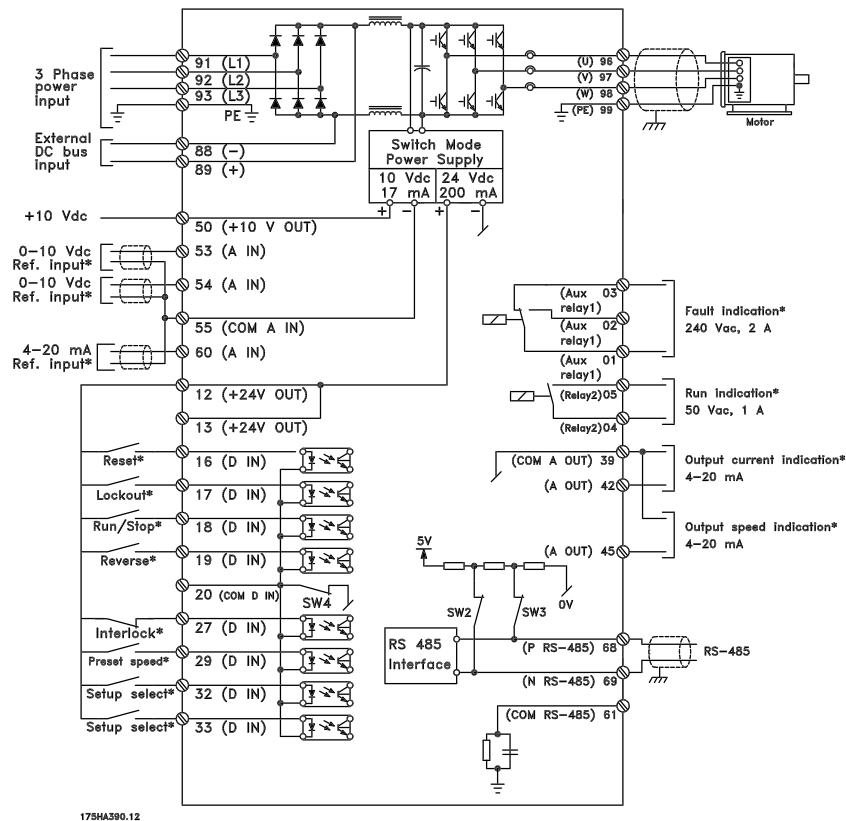 3 Phase
power
input
91 (L1)
92 (L2)
93 (L3)
PE
External
DC bus
input
88 (-)
89 (+)
Switch Mode
Power Supply
10 Vdc
17 mA
24 Vdc
200 mA
+ - + -
(U) 96
(V) 97
(W) 98
(PE) 99
Motor
+10 Vdc
50 (+10 V OUT)
0-10 Vdc
Ref. input*
53 (A IN)
0-10 Vdc
Ref. input*
54 (A IN)
55 (COM A IN)
4-20 mA
Ref. input*
60 (A IN)
12 (+24V OUT)
13 (+24V OUT)
Reset*
16 (D IN)
Lockout*
17 (D IN)
Run/Stop*
18 (D IN)
Reverse*
19 (D IN)
20 (COM D IN)
SW4
Interlock*
27 (D IN)
Preset speed*
29 (D IN)
Setup select*
32 (D IN)
Setup select*
33 (D IN)
(Aux 03
relay1)
(Aux 02
relay1)
(Aux 01
relay1)
Fault indication*
240 Vac, 2 A
(Relay2)05
(Relay2)04
Run indication*
50 Vac, 1 A
(COM A OUT) 39
(A OUT) 42
Output current indication*
4-20 mA
(A OUT) 45
Output speed indication*
4-20 mA
5V
0V
SW2
SW3
RS 485
Interface
(P RS-485) 68
(N RS-485) 69
RS-485
(COM RS-485) 61
175HA390.12